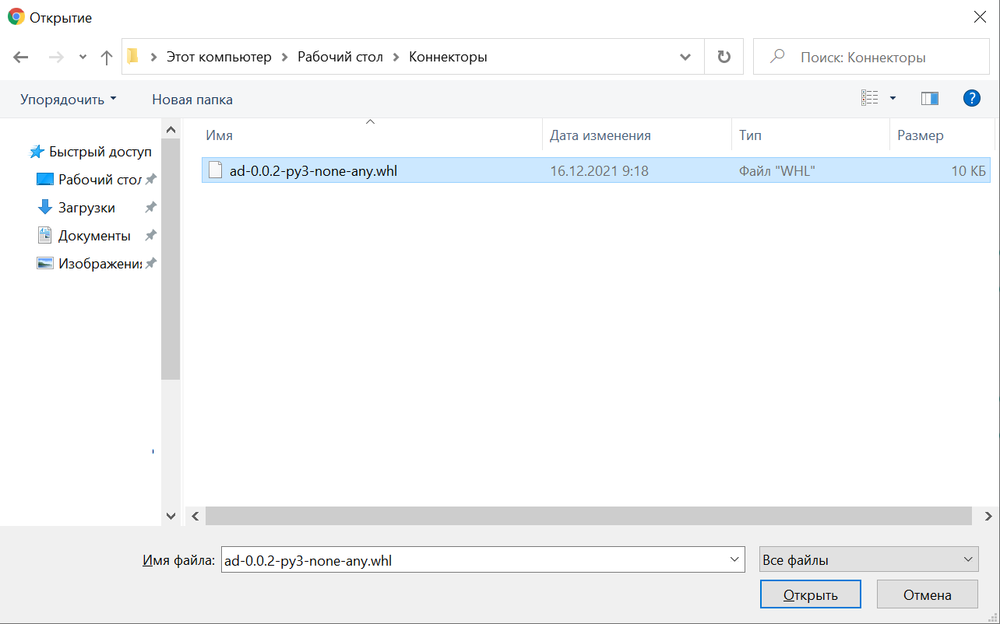 Открытие
Этот компьютер Рабочий стол Коннекторы
Поиск: Коннекторы
Упорядочить Новая папка
Имя Дата изменения Тип Размер
Быстрый доступ
Рабочий стол
Загрузки
Документы
Изображения
ad-0.0.2-py3-none-any.whl 16.12.2021 9:18 Файл "WHL" 10 КБ
Имя файла: ad-0.0.2-py3-none-any.whl Все файлы
Открыть Отмена